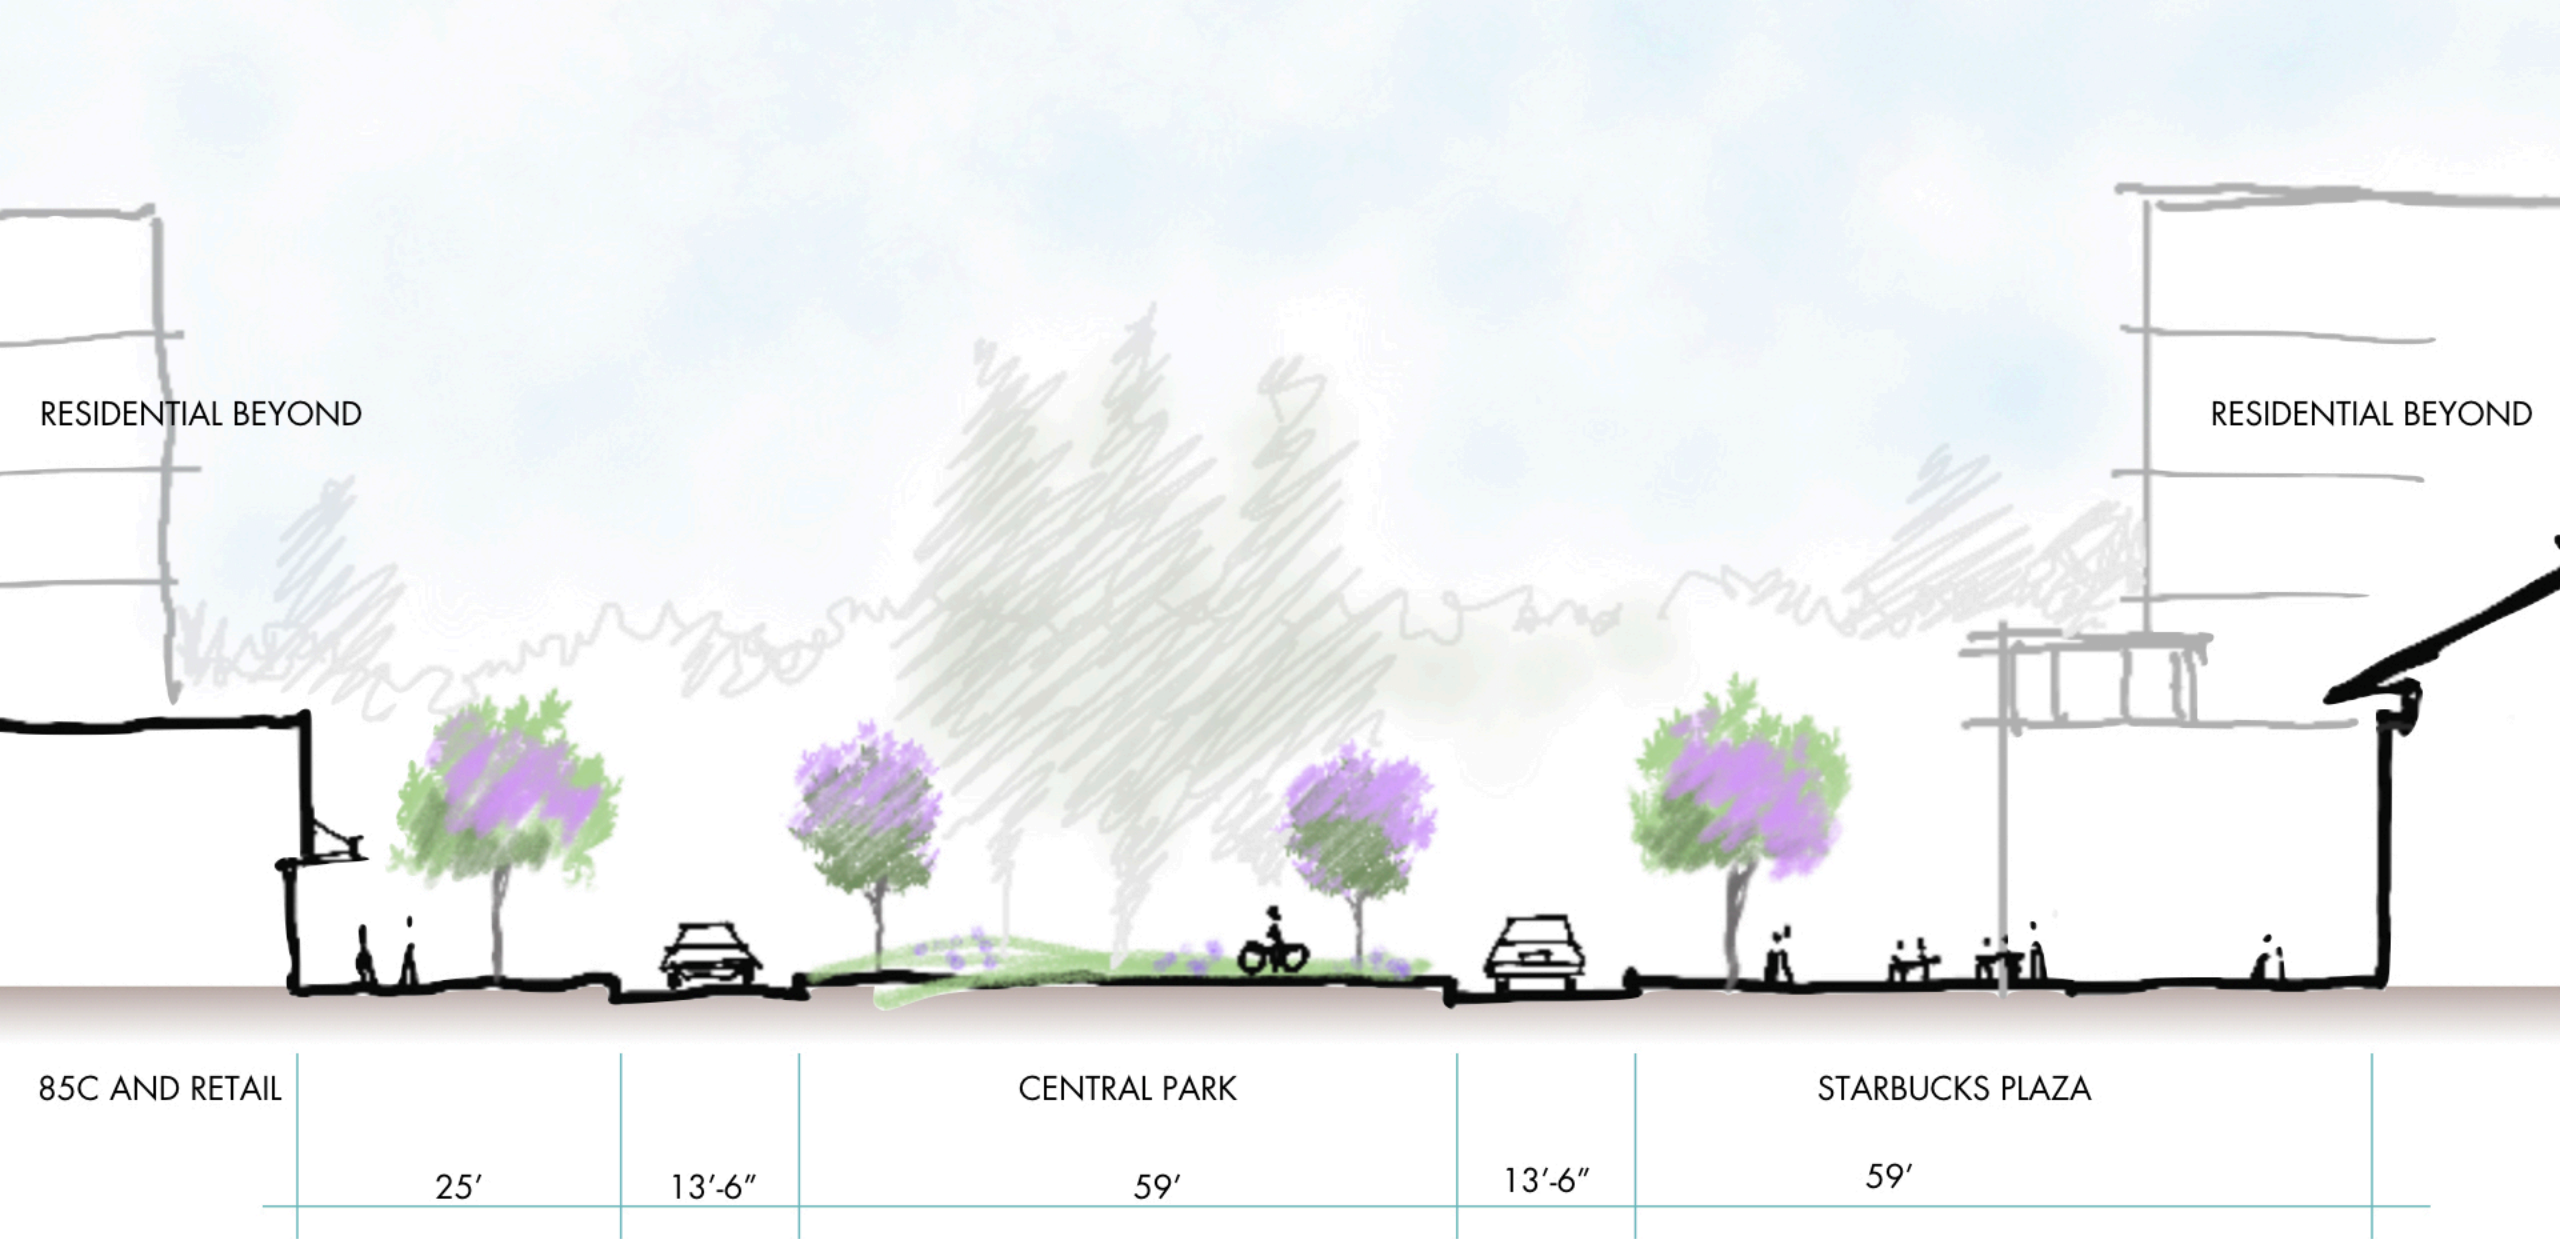 RESIDENTIAL BEYOND
RESIDENTIAL BEYOND
85C AND RETAIL
CENTRAL PARK
STARBUCKS PLAZA
25'
13'-6"
59'
13'-6"
59'